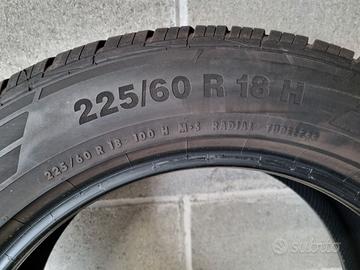 225/60 R 18 H
225/60 R 18 100 H M+S RADIAL TUBELESS
subito